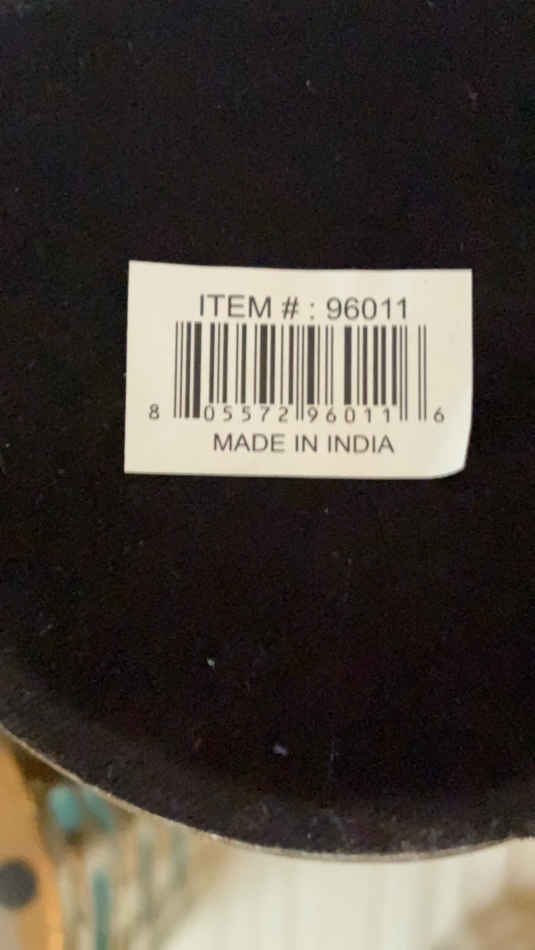 ITEM # : 96011
8 05572 96011 6
MADE IN INDIA